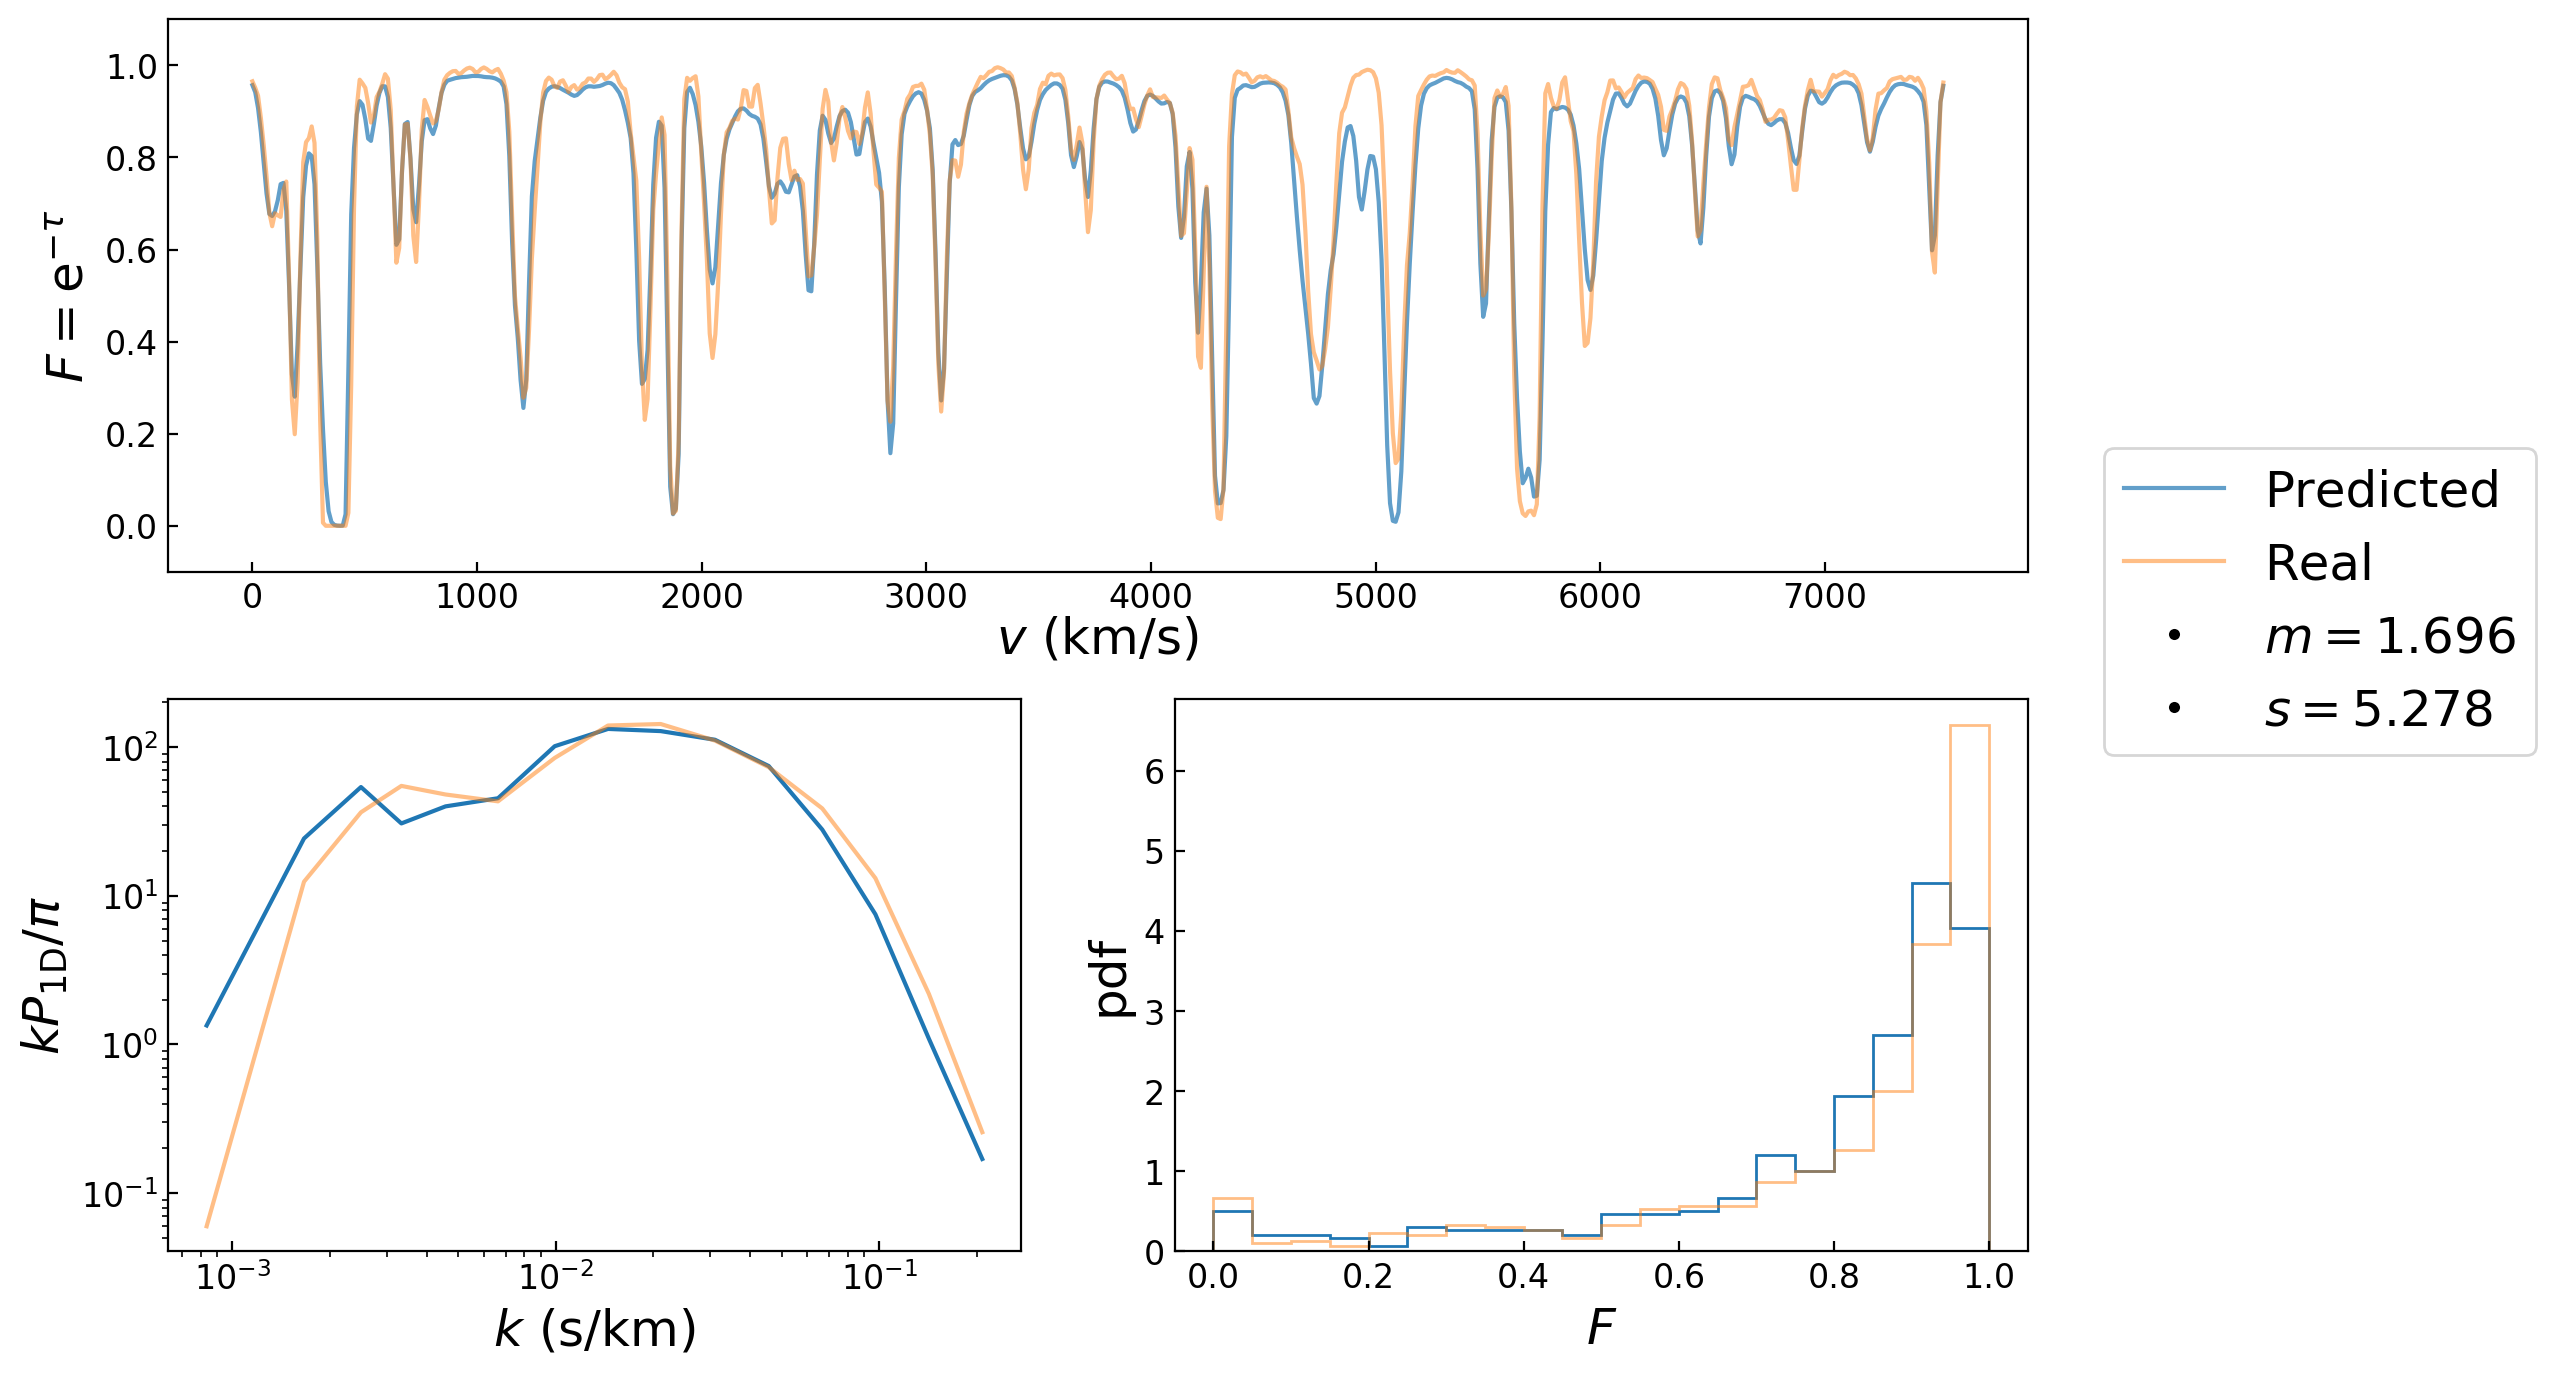 F = e^{-τ}
1.0
0.8
0.6
0.4
0.2
0.0
0 1000 2000 3000 4000 5000 6000 7000
v (km/s)
Predicted
Real
m = 1.696
s = 5.278
kP_{1D}/π
10^2
10^1
10^0
10^{-1}
10^{-3} 10^{-2} 10^{-1}
k (s/km)
pdf
6
5
4
3
2
1
0
0.0 0.2 0.4 0.6 0.8 1.0
F